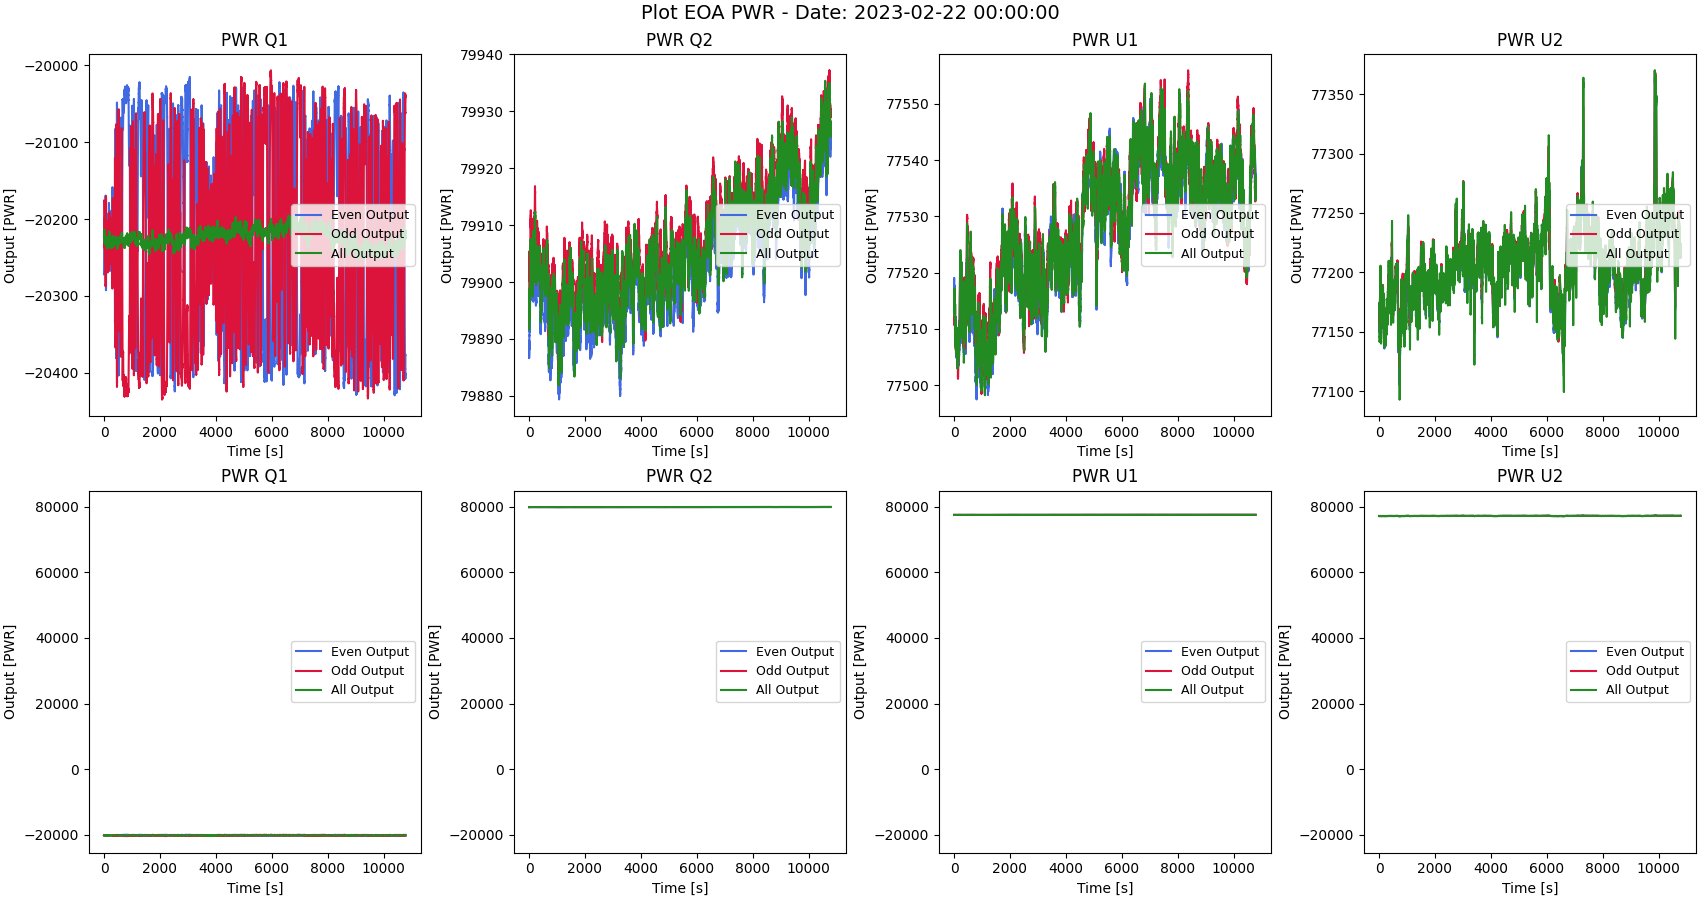 Plot EOA PWR - Date: 2023-02-22 00:00:00
PWR Q1
Output [PWR]
−20000
−20100
−20200
−20300
−20400
Even Output
Odd Output
All Output
0 2000 4000 6000 8000 10000
Time [s]
PWR Q2
Output [PWR]
79940
79930
79920
79910
79900
79890
79880
Even Output
Odd Output
All Output
0 2000 4000 6000 8000 10000
Time [s]
PWR U1
Output [PWR]
77550
77540
77530
77520
77510
77500
Even Output
Odd Output
All Output
0 2000 4000 6000 8000 10000
Time [s]
PWR U2
Output [PWR]
77350
77300
77250
77200
77150
77100
Even Output
Odd Output
All Output
0 2000 4000 6000 8000 10000
Time [s]
PWR Q1
Output [PWR]
80000
60000
40000
20000
0
−20000
Even Output
Odd Output
All Output
0 2000 4000 6000 8000 10000
Time [s]
PWR Q2
Output [PWR]
80000
60000
40000
20000
0
−20000
Even Output
Odd Output
All Output
0 2000 4000 6000 8000 10000
Time [s]
PWR U1
Output [PWR]
80000
60000
40000
20000
0
−20000
Even Output
Odd Output
All Output
0 2000 4000 6000 8000 10000
Time [s]
PWR U2
Output [PWR]
80000
60000
40000
20000
0
−20000
Even Output
Odd Output
All Output
0 2000 4000 6000 8000 10000
Time [s]